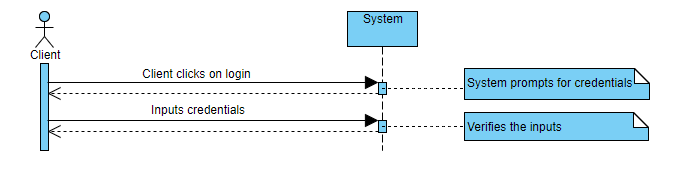 System
Client
Client clicks on login
System prompts for credentials
Inputs credentials
Verifies the inputs